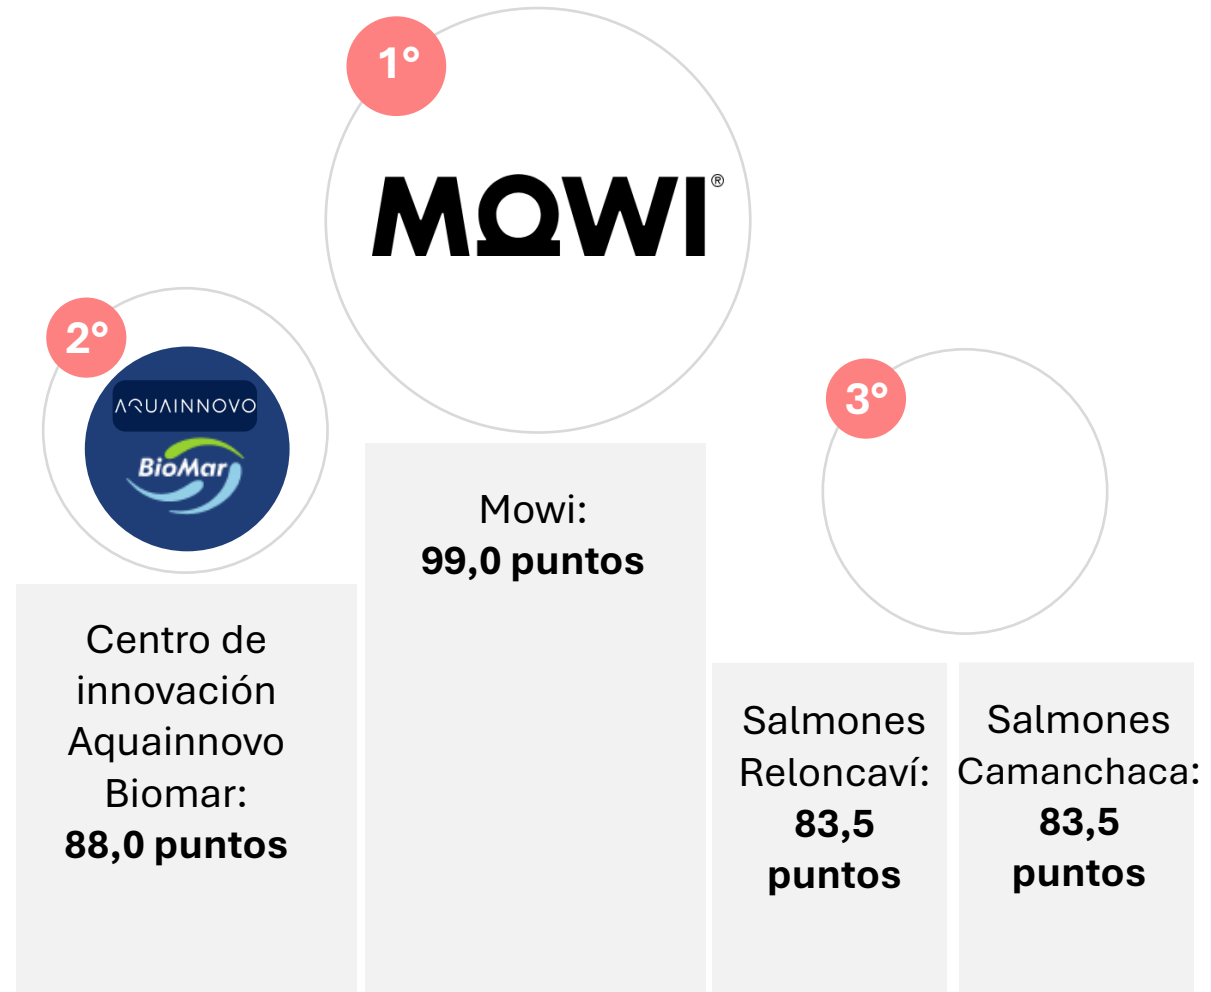 1°
MOWI®
2°
AQUAINNOVO
BioMar
3°
Mowi:
99,0 puntos
Centro de
innovación
Aquainnovo
Biomar:
88,0 puntos
Salmones
Reloncaví:
83,5
puntos
Salmones
Camanchaca:
83,5
puntos